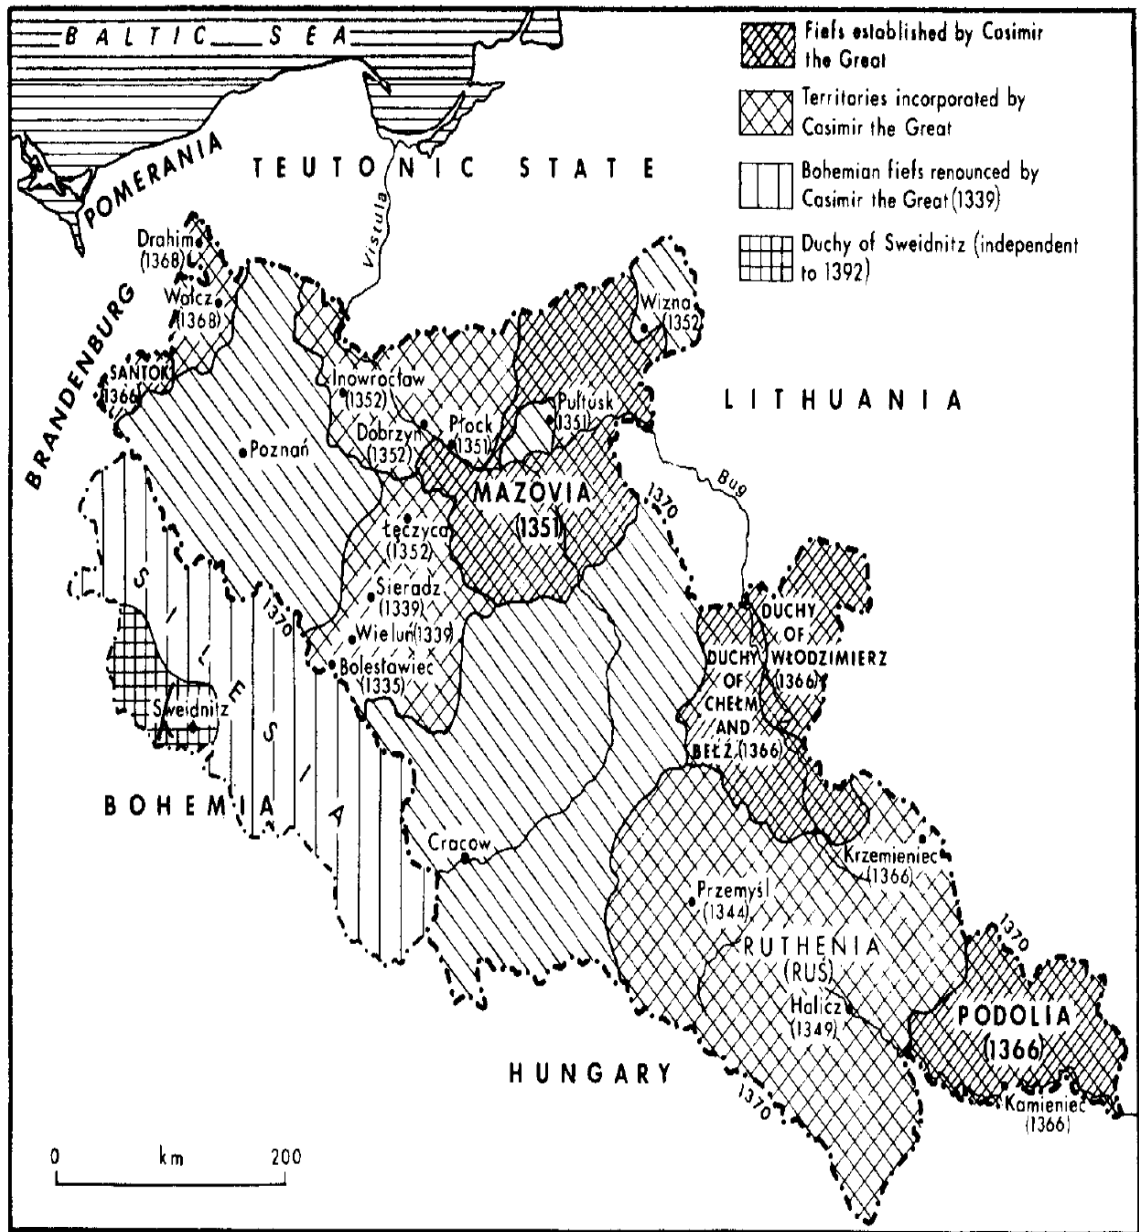 BALTIC SEA
Fiefs established by Casimir
the Great
Territories incorporated by
Casimir the Great
Bohemian fiefs renounced by
Casimir the Great (1339)
Duchy of Sweidnitz (independent
to 1392)
POMERANIA
TEUTONIC STATE
Vistula
Drahim
(1368)
Wałcz
(1368)
BRANDENBURG
SANTOK
1366
Wizna
1352
LITHUANIA
Inowrocław
(1352)
Dobrzyń
(1352)
Płock
(1351)
Pułtusk
(1351)
Poznań
MAZOVIA
(1351)
1370
Bug
Łęczyca
(1352)
Sieradz
(1339)
Wieluń (1339)
Bolesławiec
(1335)
1370
SILESIA
Sweidnitz
DUCHY
OF
WŁODZIMIERZ
(1366)
DUCHY
OF
CHEŁM
AND
BEŁŻ (1366)
BOHEMIA
Cracow
Krzemieniec
(1366)
Przemyśl
(1344)
RUTHENIA
(RUŚ)
Halicz
(1349)
1370
PODOLIA
(1366)
Kamieniec
(1366)
HUNGARY
1370
0 km 200